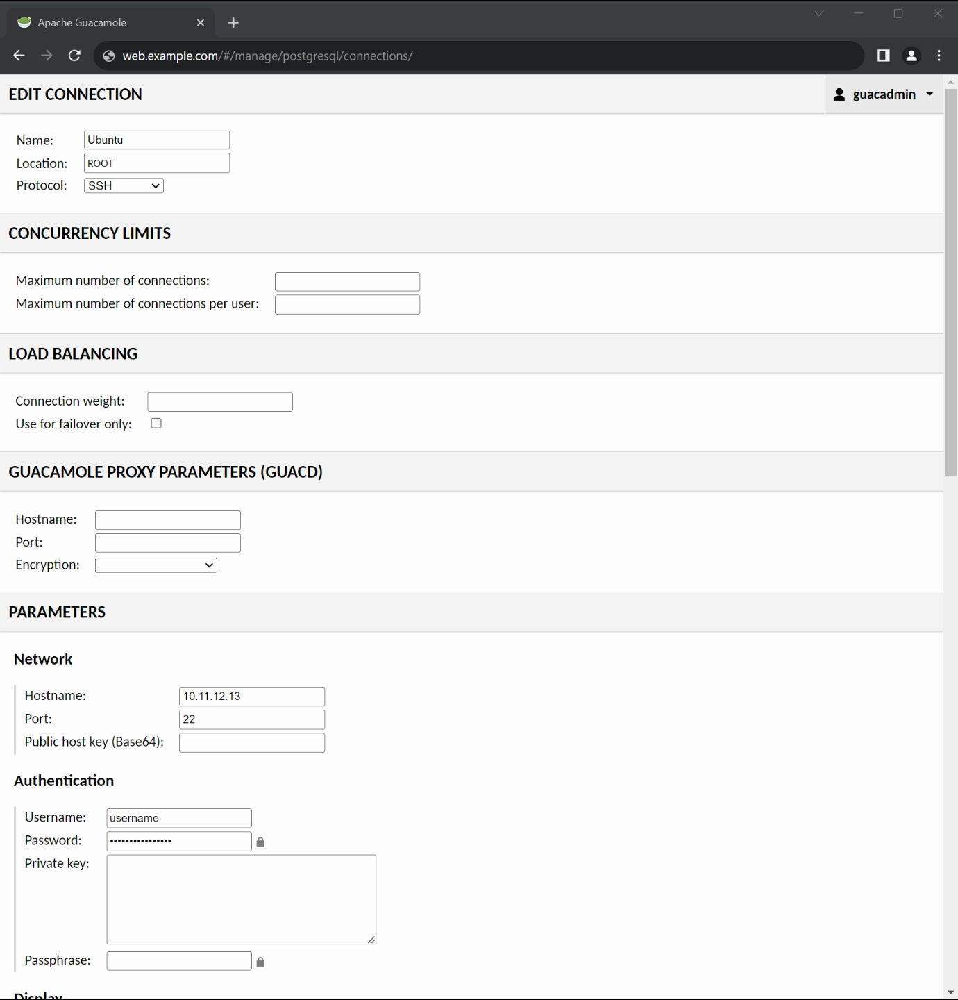 Apache Guacamole
web.example.com/#/manage/postgresql/connections/
EDIT CONNECTION
guacadmin
Name: Ubuntu
Location: ROOT
Protocol: SSH
CONCURRENCY LIMITS
Maximum number of connections:
Maximum number of connections per user:
LOAD BALANCING
Connection weight:
Use for failover only:
GUACAMOLE PROXY PARAMETERS (GUACD)
Hostname:
Port:
Encryption:
PARAMETERS
Network
Hostname: 10.11.12.13
Port: 22
Public host key (Base64):
Authentication
Username: username
Password: ••••••••••••••••
Private key:
Passphrase:
Display